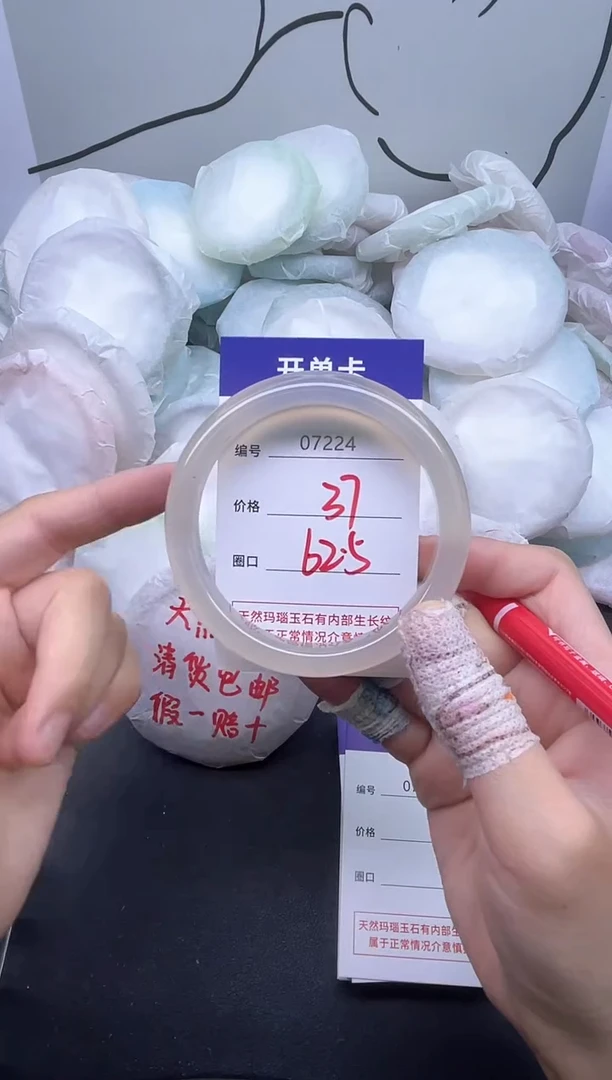 开单卡
编号 07224
价格 37
圈口 62.5
天然玛瑙玉石有内部生长纹
正常情况介意慎
天
清货包邮
假一赔十
编号 07
价格
圈口
天然玛瑙玉石有内部生
属于正常情况介意慎